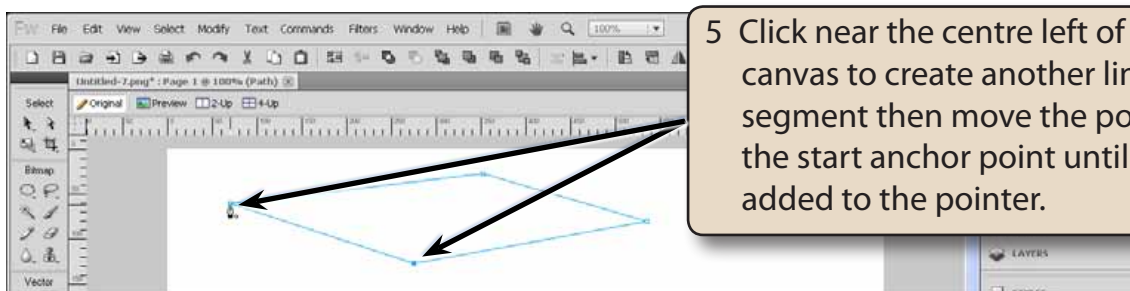 Fw File Edit View Select Modify Text Commands Filters Window Help 100%
Untitled-7.png* : Page 1 @ 100% (Path)
Select Original Preview 2-Up 4-Up
Bitmap
Vector
5 Click near the centre left of
canvas to create another lin
segment then move the po
the start anchor point until
added to the pointer.
LAYERS